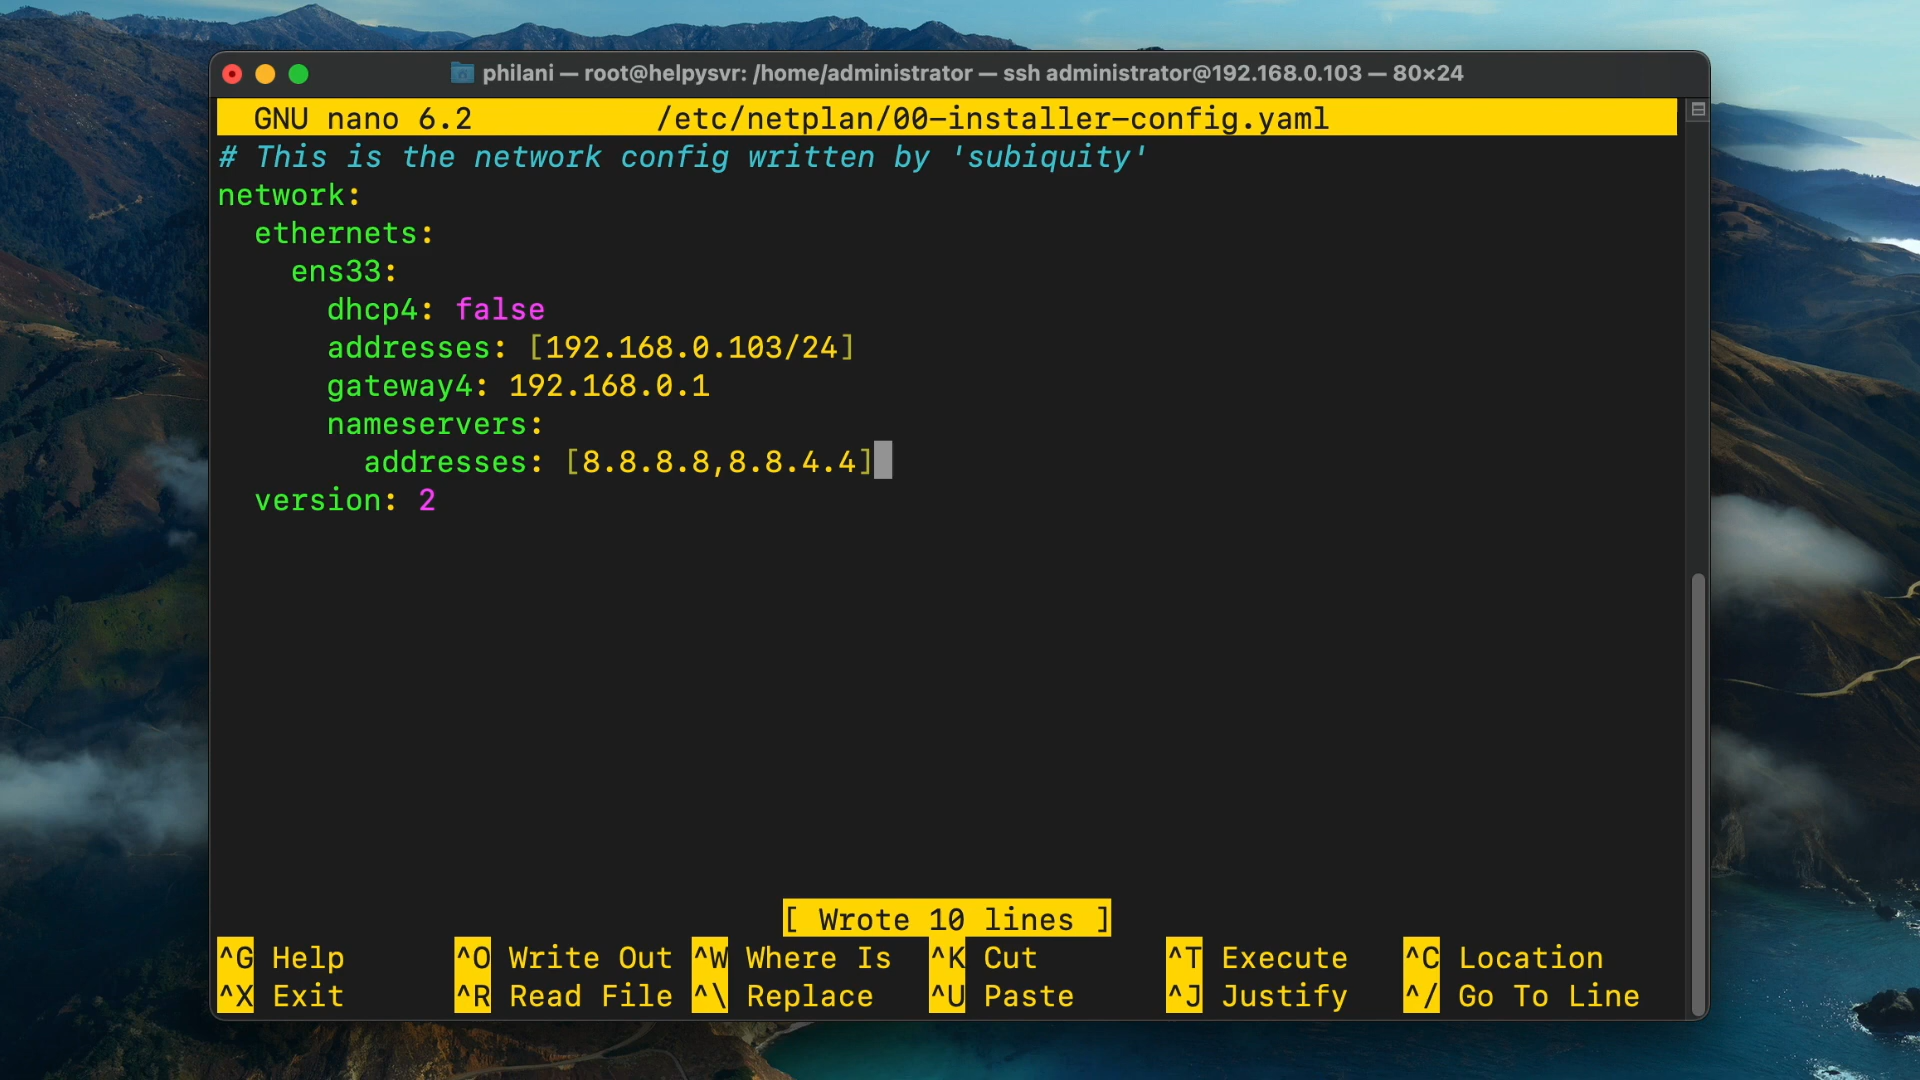 philani — root@helpysvr: /home/administrator — ssh administrator@192.168.0.103 — 80×24
GNU nano 6.2 /etc/netplan/00-installer-config.yaml
# This is the network config written by 'subiquity'
network:
  ethernets:
    ens33:
      dhcp4: false
      addresses: [192.168.0.103/24]
      gateway4: 192.168.0.1
      nameservers:
        addresses: [8.8.8.8,8.8.4.4]
  version: 2
[ Wrote 10 lines ]
^G Help ^O Write Out ^W Where Is ^K Cut ^T Execute ^C Location
^X Exit ^R Read File ^\ Replace ^U Paste ^J Justify ^/ Go To Line